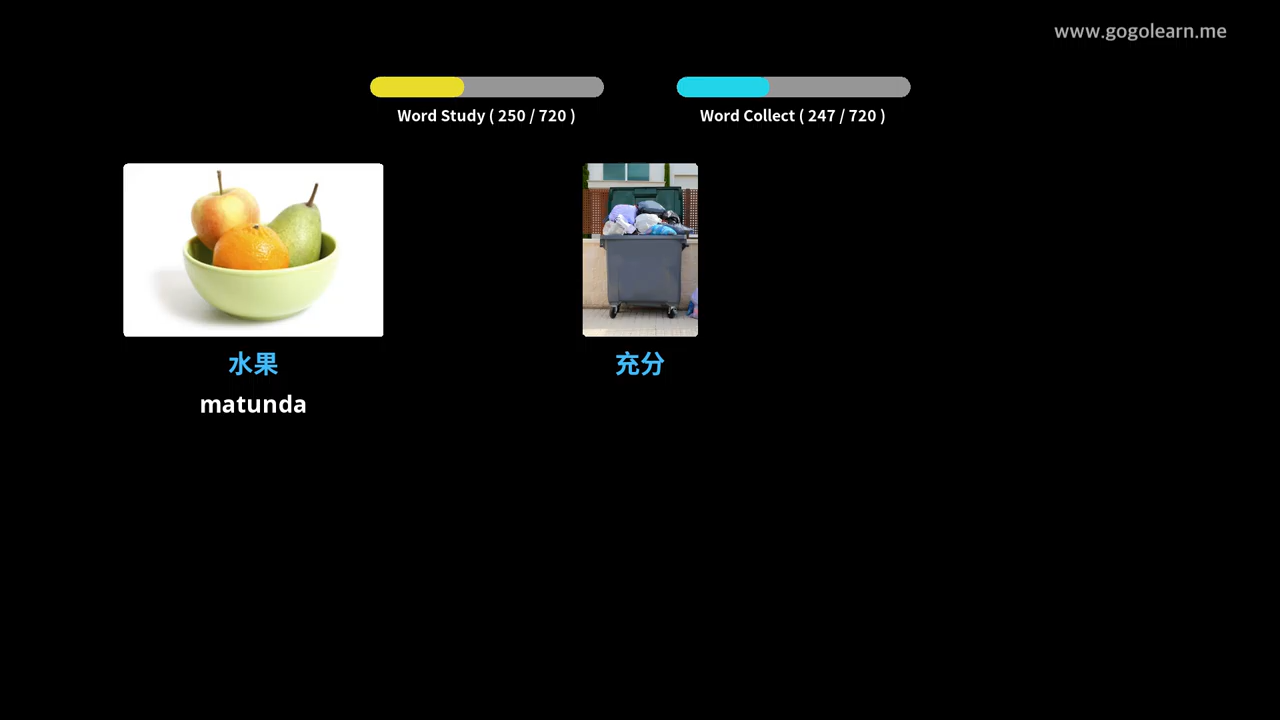 www.gogolearn.me
Word Study ( 250 / 720 )
Word Collect ( 247 / 720 )
水果
matunda
充分